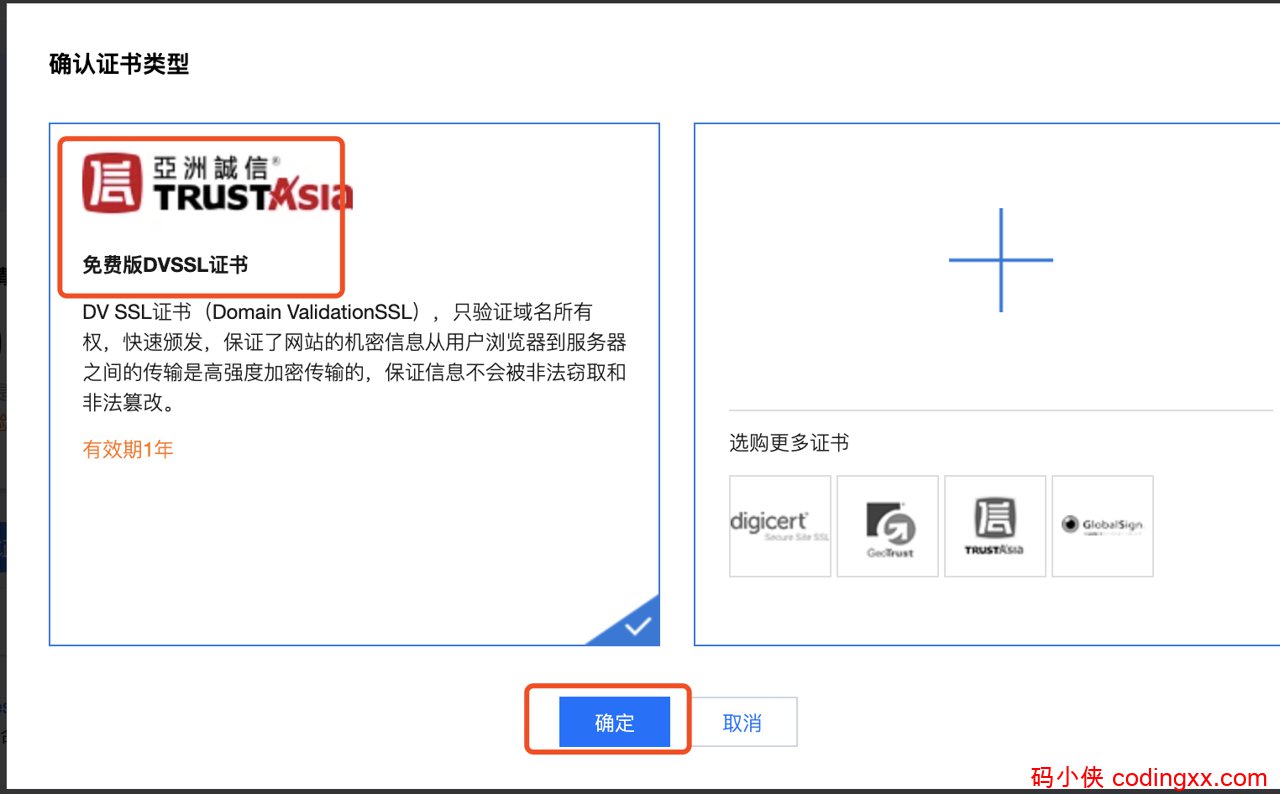 确认证书类型
亞洲誠信®
TRUSTAsia
免费版DVSSL证书
DV SSL证书（Domain ValidationSSL），只验证域名所有
权，快速颁发，保证了网站的机密信息从用户浏览器到服务器
之间的传输是高强度加密传输的，保证信息不会被非法窃取和
非法篡改。
有效期1年
选购更多证书
digicert
Secure Site SSL
GeoTrust
TRUSTAsia
GlobalSign
确定
取消
码小侠 codingxx.com